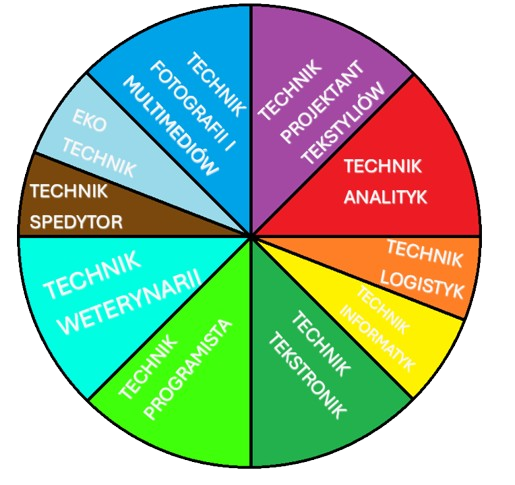 TECHNIK
FOTOGRAFII I
MULTIMEDIÓW
TECHNIK
PROJEKTANT
TEKSTYLIÓW
EKO
TECHNIK
TECHNIK
ANALITYK
TECHNIK
SPEDYTOR
TECHNIK
LOGISTYK
TECHNIK
WETERYNARII
TECHNIK
INFORMATYK
TECHNIK
PROGRAMISTA
TECHNIK
TEKSTRONIK